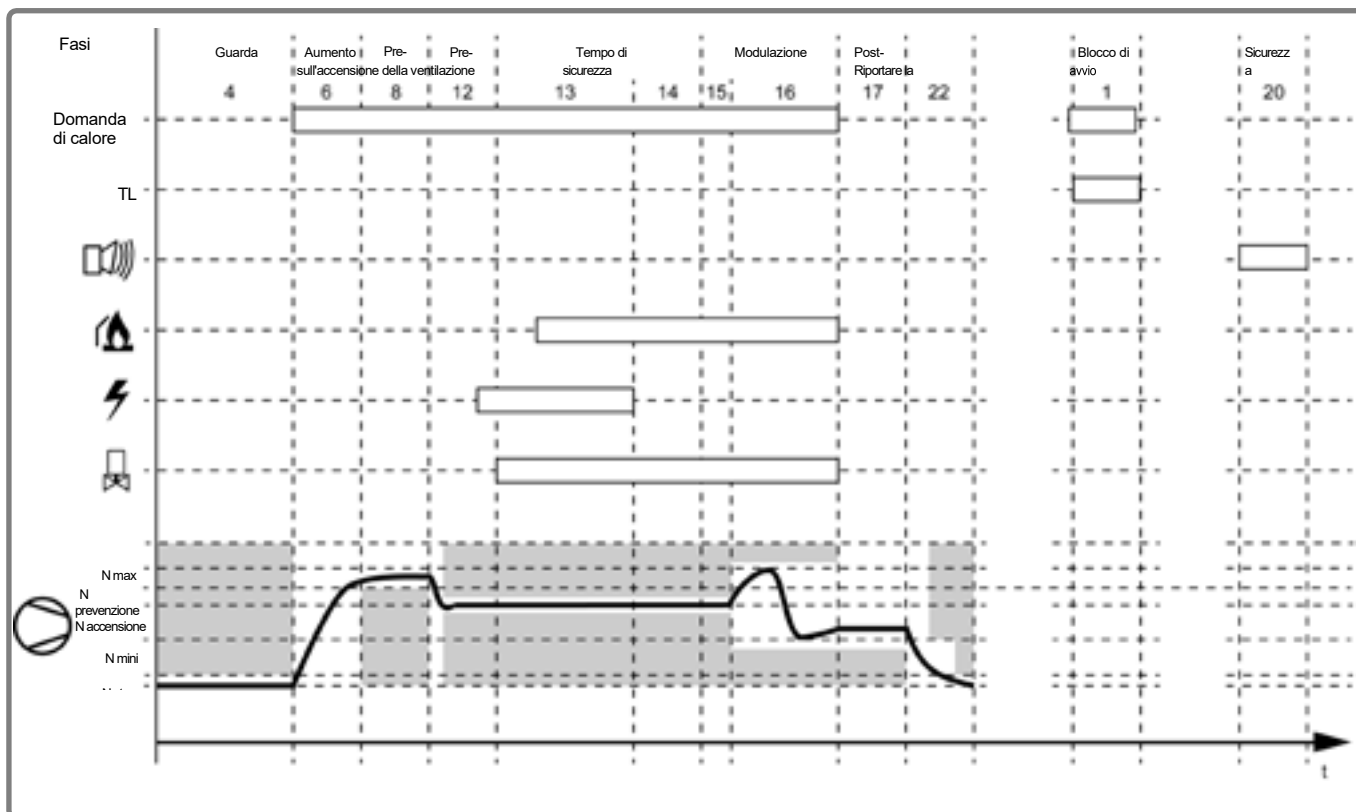 Fasi
Guarda
Aumento
Pre-
Pre-
Tempo di
Modulazione
Post-
Blocco di
Sicurezz
sull'accensione della ventilazione
sicurezza
Riportare la
avvio
a
4
6
8
12
13
14
15
16
17
22
1
20
Domanda
di calore
TL
N max
N
prevenzione
N accensione
N mini
t